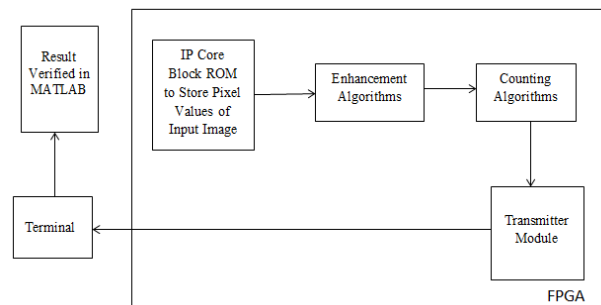 Result
Verified in
MATLAB
IP Core
Block ROM
to Store Pixel
Values of
Input Image
Enhancement
Algorithms
Counting
Algorithms
Terminal
Transmitter
Module
FPGA